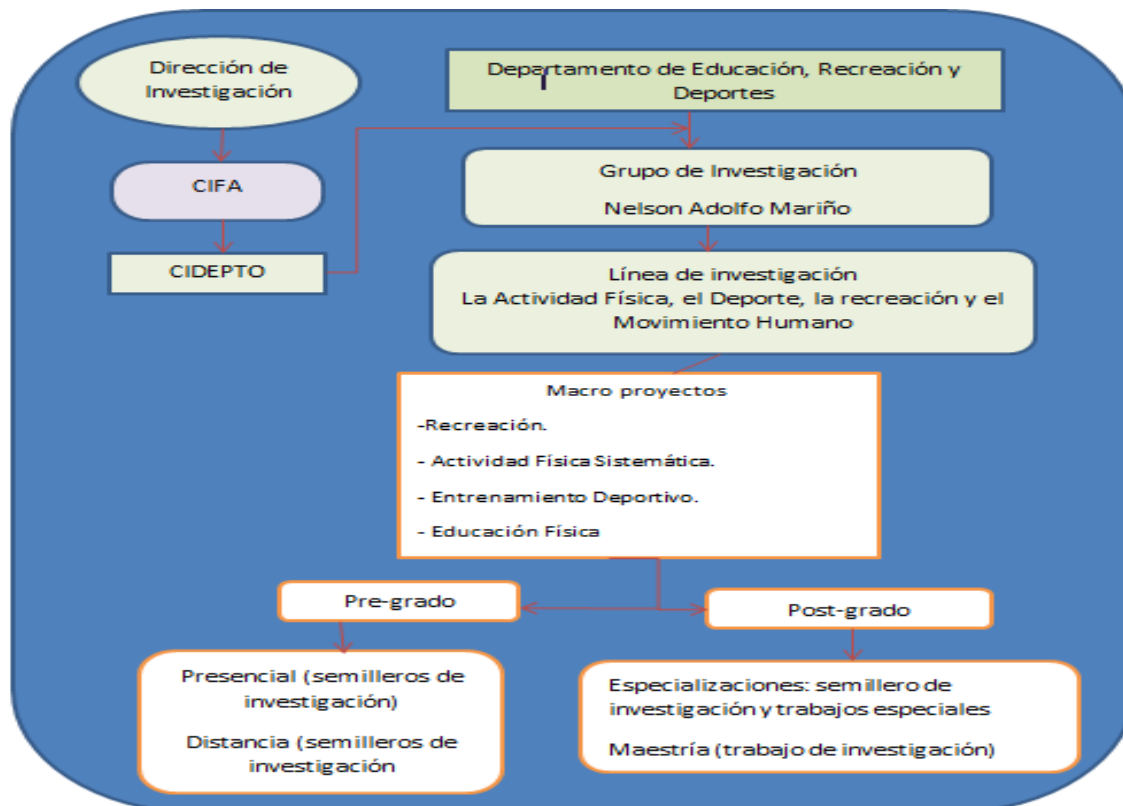 Dirección de
Investigación
CIFA
CIDEPTO
Departamento de Educación, Recreación y
Deportes
Grupo de Investigación
Nelson Adolfo Mariño
Línea de investigación
La Actividad Física, el Deporte, la recreación y el
Movimiento Humano
Macro proyectos
-Recreación.
- Actividad Física Sistemática.
- Entrenamiento Deportivo.
- Educación Física
Pre-grado
Presencial (semilleros de
investigación)
Distancia (semilleros de
investigación
Post-grado
Especializaciones: semillero de
investigación y trabajos especiales
Maestría (trabajo de investigación)